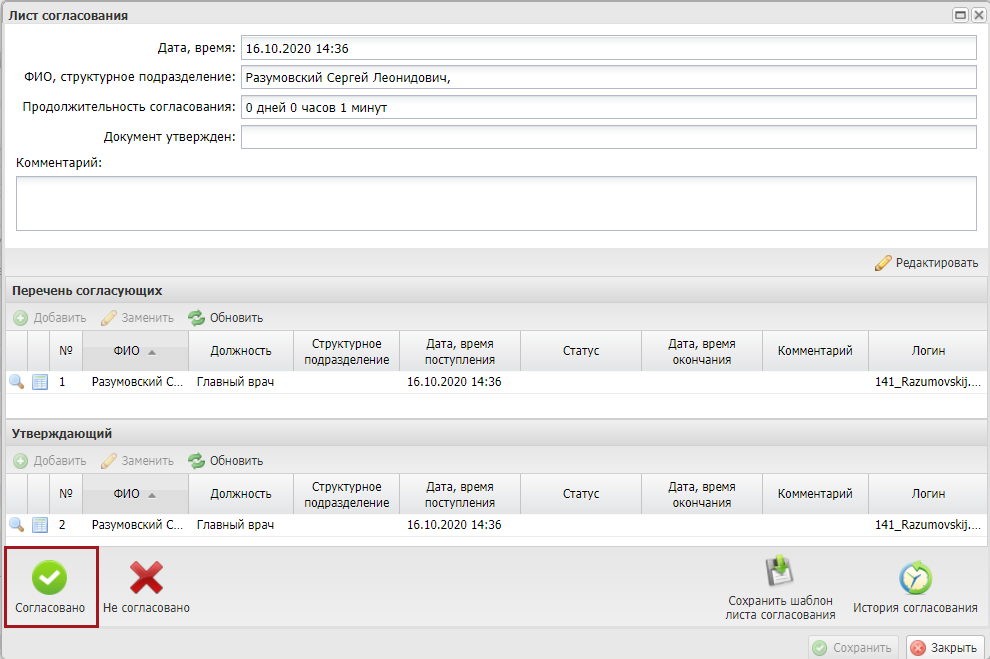 Лист согласования
Дата, время: 16.10.2020 14:36
ФИО, структурное подразделение: Разумовский Сергей Леонидович,
Продолжительность согласования: 0 дней 0 часов 1 минут
Документ утвержден:
Комментарий:
Редактировать
Перечень согласующих
Добавить Заменить Обновить
№ ФИО Должность Структурное подразделение Дата, время поступления Статус Дата, время окончания Комментарий Логин
1 Разумовский С... Главный врач 16.10.2020 14:36 141_Razumovskij....
Утверждающий
Добавить Заменить Обновить
№ ФИО Должность Структурное подразделение Дата, время поступления Статус Дата, время окончания Комментарий Логин
2 Разумовский С... Главный врач 16.10.2020 14:36 141_Razumovskij....
Согласовано Не согласовано Сохранить шаблон листа согласования История согласования
Сохранить Закрыть